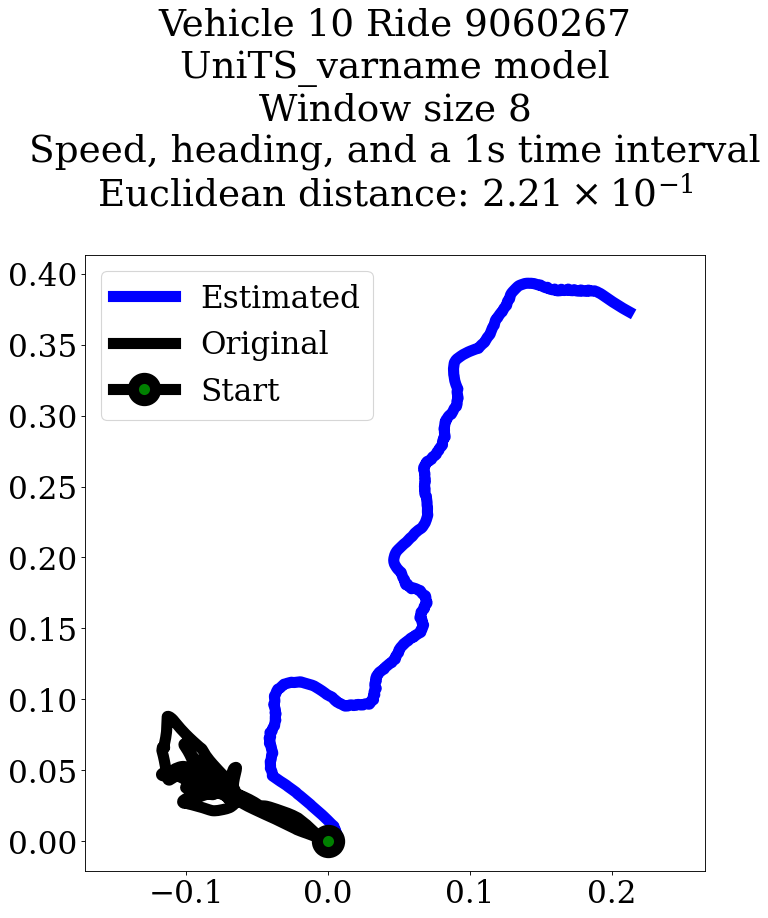 Vehicle 10 Ride 9060267
UniTS_varname model
Window size 8
Speed, heading, and a 1s time interval
Euclidean distance: 2.21 × 10⁻¹
Estimated
Original
Start
0.40
0.35
0.30
0.25
0.20
0.15
0.10
0.05
0.00
−0.1 0.0 0.1 0.2